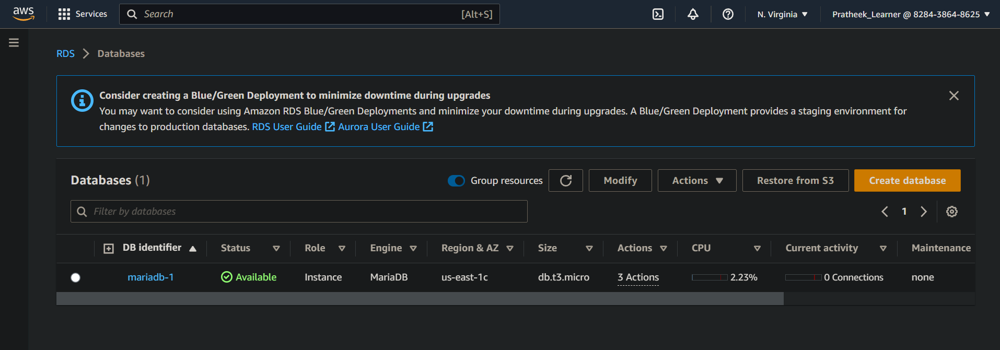 aws
Services
Search [Alt+S]
N. Virginia
Pratheek_Learner @ 8284-3864-8625
RDS
Databases
Consider creating a Blue/Green Deployment to minimize downtime during upgrades
You may want to consider using Amazon RDS Blue/Green Deployments and minimize your downtime during upgrades. A Blue/Green Deployment provides a staging environment for
changes to production databases. RDS User Guide Aurora User Guide
Databases (1)
Group resources
Modify
Actions
Restore from S3
Create database
Filter by databases
1
DB identifier Status Role Engine Region & AZ Size Actions CPU Current activity Maintenance
mariadb-1 Available Instance MariaDB us-east-1c db.t3.micro 3 Actions 2.23% 0 Connections none